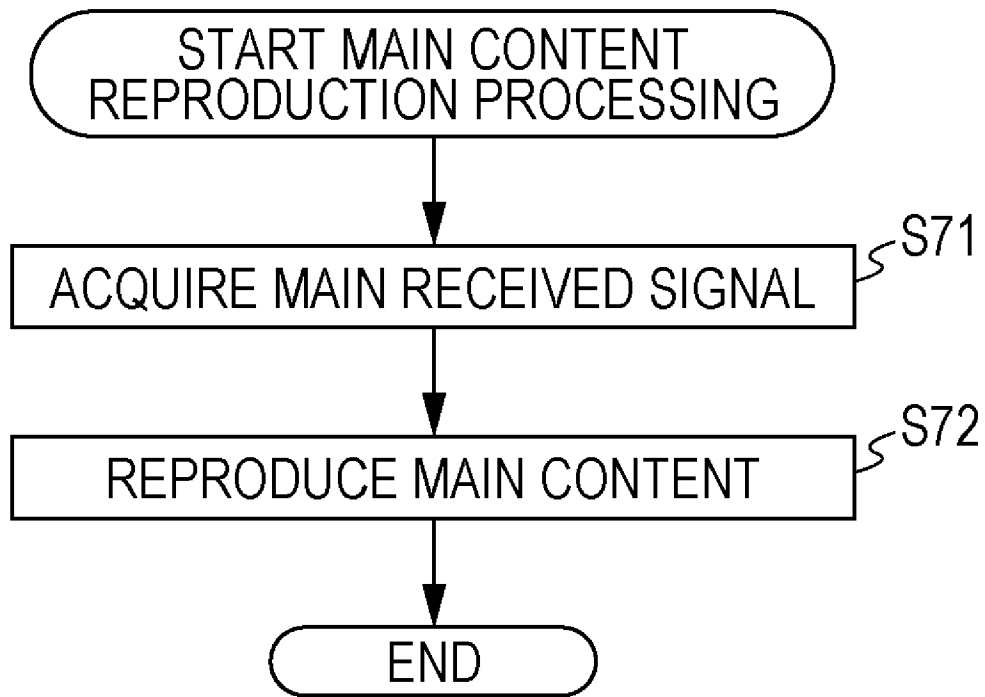 START MAIN CONTENT
REPRODUCTION PROCESSING
S71
ACQUIRE MAIN RECEIVED SIGNAL
S72
REPRODUCE MAIN CONTENT
END